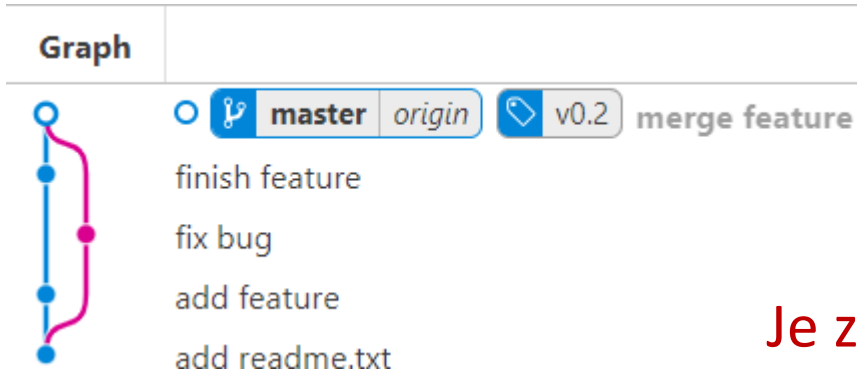 Graph
master origin v0.2 merge feature
finish feature
fix bug
add feature
Je z
add readme.txt